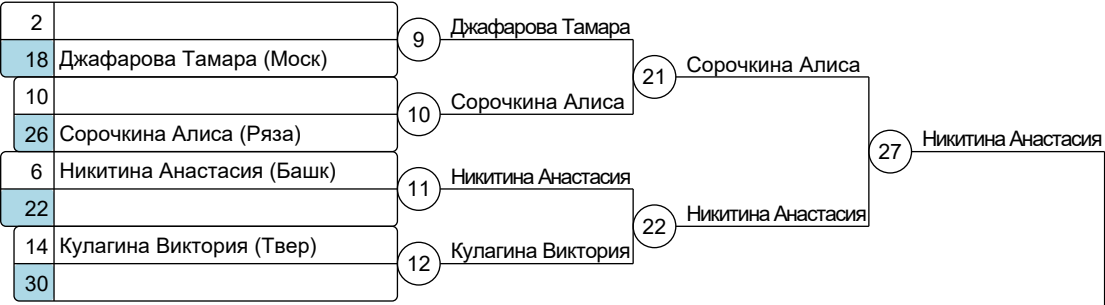 2
9
Джафарова Тамара
18 Джафарова Тамара (Моск)
21
Сорочкина Алиса
10
10
Сорочкина Алиса
26 Сорочкина Алиса (Ряза)
27
Никитина Анастасия
6 Никитина Анастасия (Башк)
11
Никитина Анастасия
22
22
Никитина Анастасия
14 Кулагина Виктория (Твер)
12
Кулагина Виктория
30